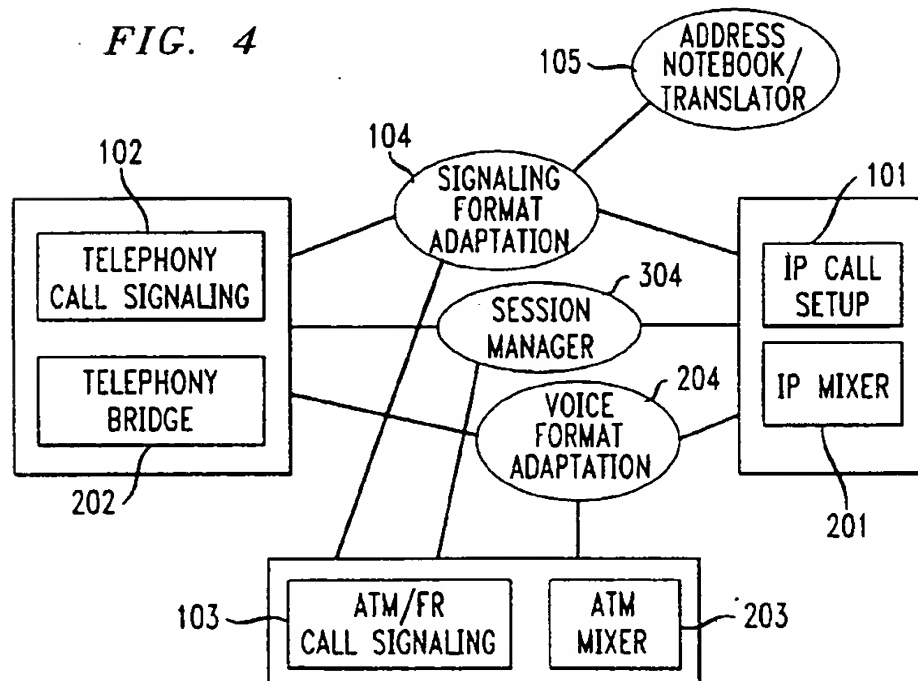 FIG. 4
105
ADDRESS
NOTEBOOK/
TRANSLATOR
104
SIGNALING
FORMAT
ADAPTATION
102
TELEPHONY
CALL SIGNALING
TELEPHONY
BRIDGE
202
304
SESSION
MANAGER
204
VOICE
FORMAT
ADAPTATION
101
IP CALL
SETUP
IP MIXER
201
103
ATM/FR
CALL SIGNALING
ATM
MIXER
203